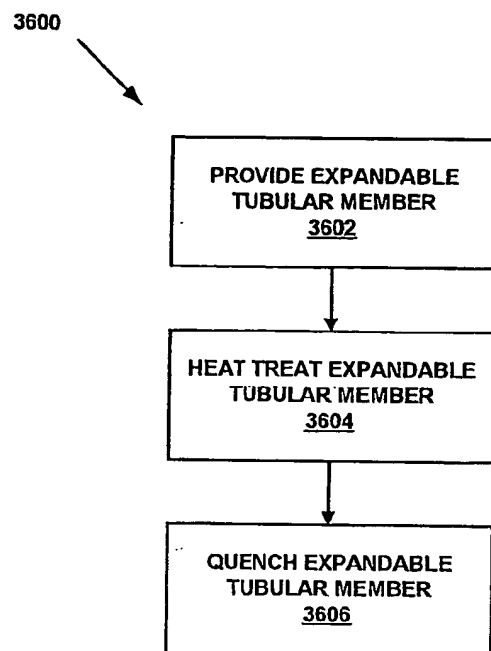 3600
PROVIDE EXPANDABLE
TUBULAR MEMBER
3602
HEAT TREAT EXPANDABLE
TUBULAR MEMBER
3604
QUENCH EXPANDABLE
TUBULAR MEMBER
3606